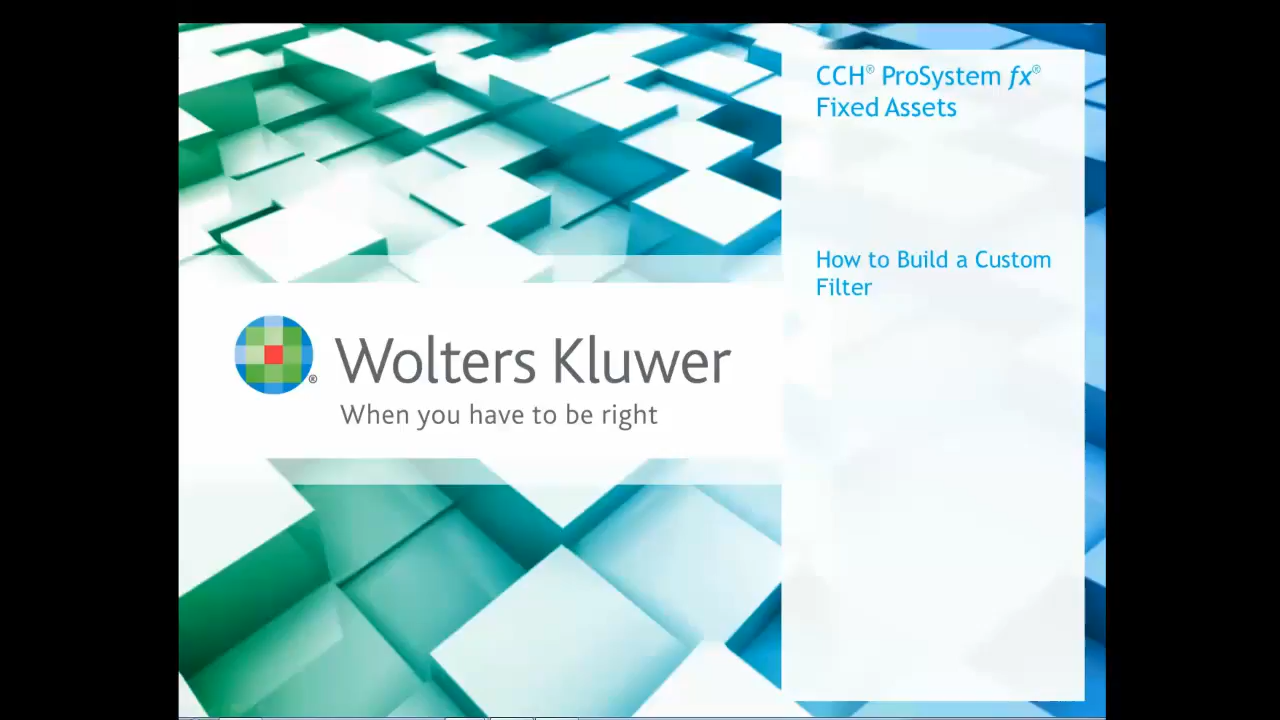 CCH® ProSystem fx®
Fixed Assets
How to Build a Custom
Filter
Wolters Kluwer
®
When you have to be right